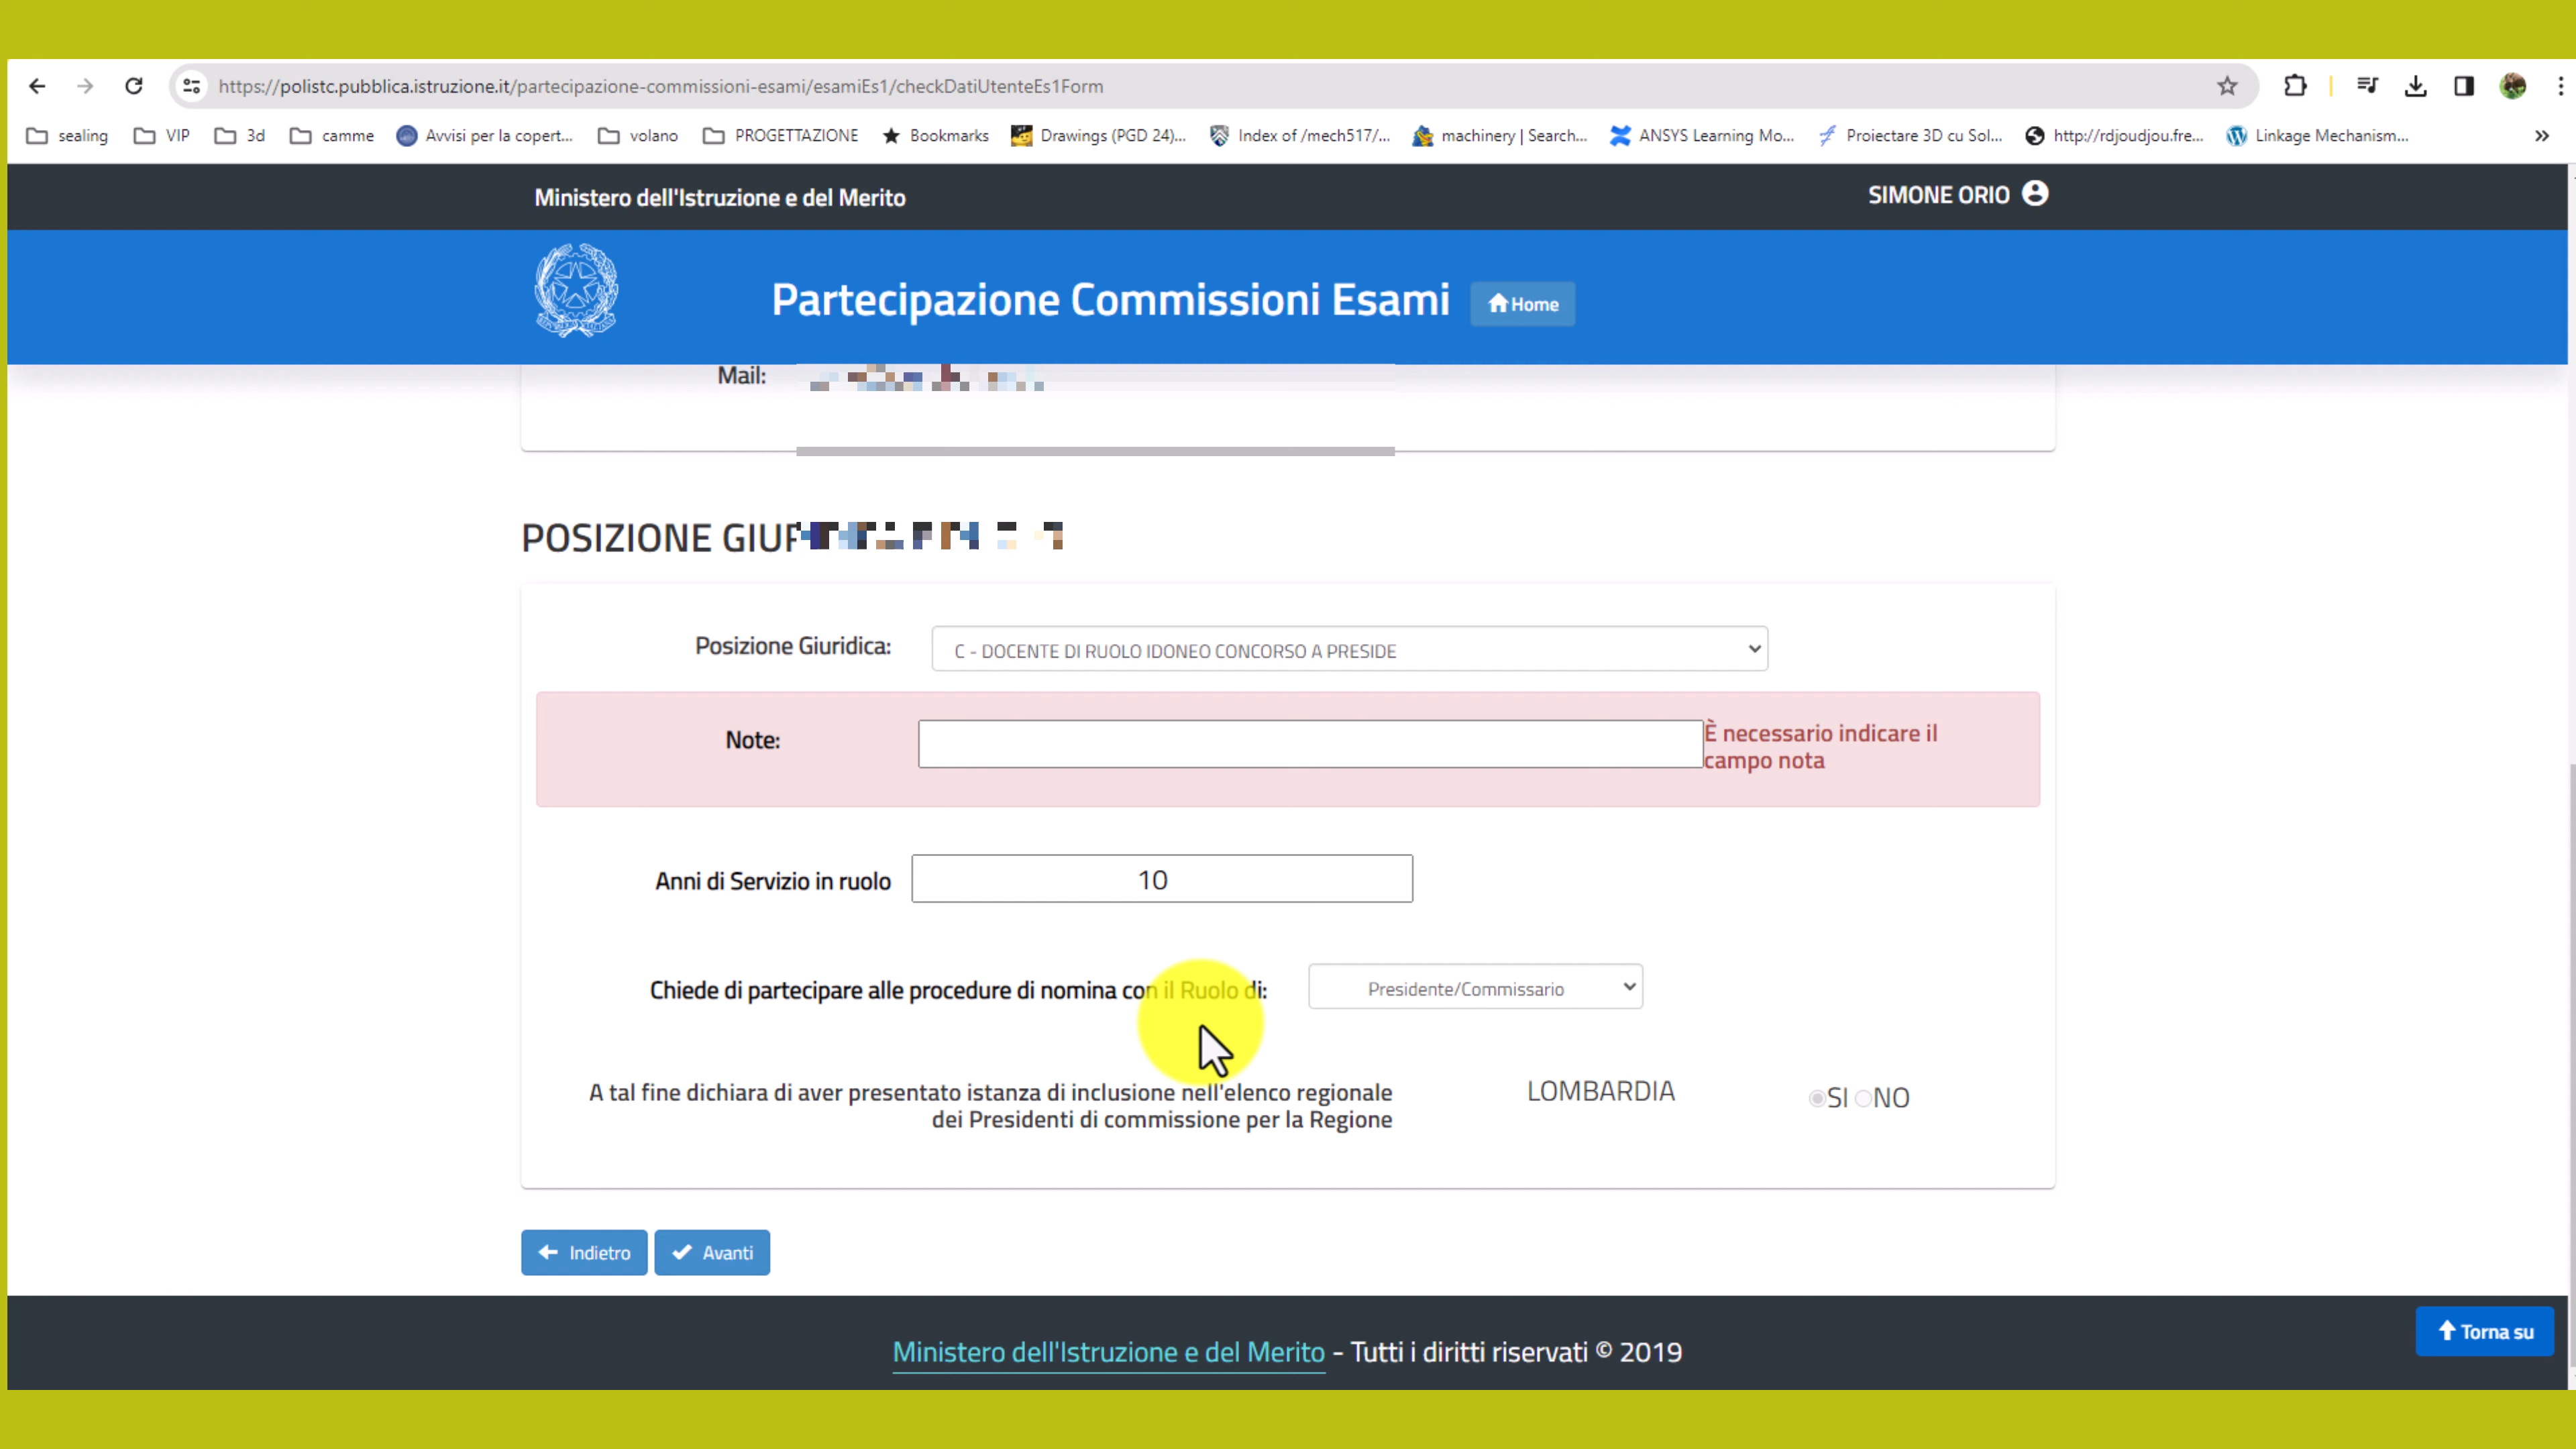 https://polistc.pubblica.istruzione.it/partecipazione-commissioni-esami/esamiEs1/checkDatiUtenteEs1Form
sealing VIP 3d camme Avvisi per la copert... volano PROGETTAZIONE Bookmarks Drawings (PGD 24)... Index of /mech517/... machinery | Search... ANSYS Learning Mo... Proiectare 3D cu Sol... http://rdjoudjou.fre... Linkage Mechanism... »
Ministero dell'Istruzione e del Merito SIMONE ORIO
Partecipazione Commissioni Esami Home
Mail:
POSIZIONE
Posizione Giuridica: C - DOCENTE DI RUOLO IDONEO CONCORSO A PRESIDE
Note: È necessario indicare il
campo nota
Anni di Servizio in ruolo 10
Chiede di partecipare alle procedure di nomina con il Ruolo di: Presidente/Commissario
A tal fine dichiara di aver presentato istanza di inclusione nell'elenco regionale LOMBARDIA SI NO
dei Presidenti di commissione per la Regione
Indietro Avanti
Torna su
Ministero dell'Istruzione e del Merito - Tutti i diritti riservati © 2019